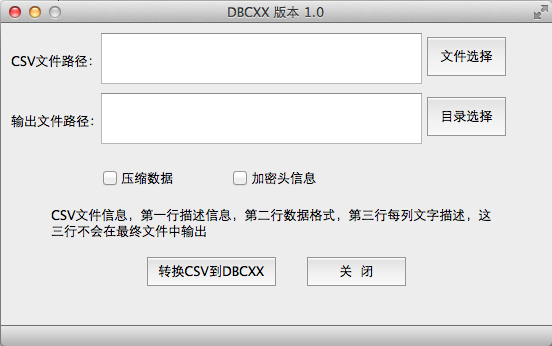 DBCXX 版本 1.0
CSV文件路径：
文件选择
输出文件路径：
目录选择
压缩数据
加密头信息
CSV文件信息，第一行描述信息，第二行数据格式，第三行每列文字描述，这
三行不会在最终文件中输出
转换CSV到DBCXX
关 闭